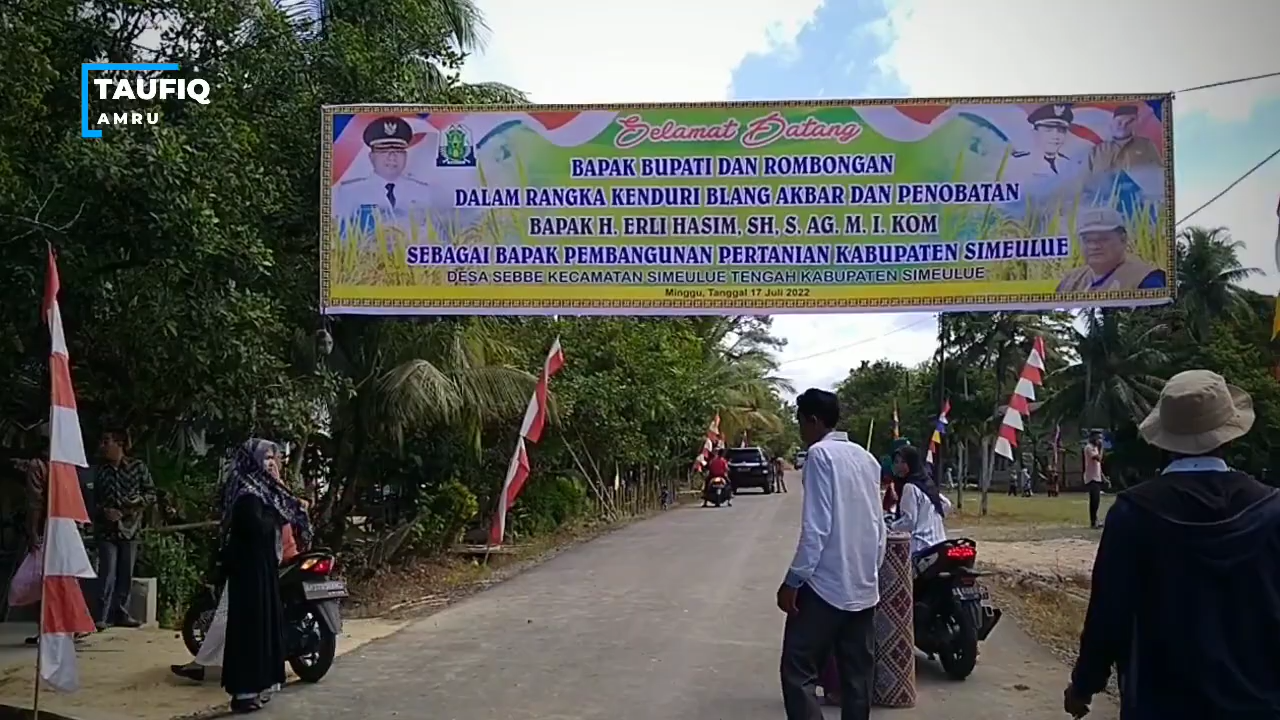 TAUFIQ
AMRU
Selamat Datang
BAPAK BUPATI DAN ROMBONGAN
DALAM RANGKA KENDURI BLANG AKBAR DAN PENOBATAN
BAPAK H. ERLI HASIM, SH, S. AG. M. I. KOM
SEBAGAI BAPAK PEMBANGUNAN PERTANIAN KABUPATEN SIMEULUE
DESA SEBBE KECAMATAN SIMEULUE TENGAH KABUPATEN SIMEULUE
Minggu, Tanggal 17 Juli 2022